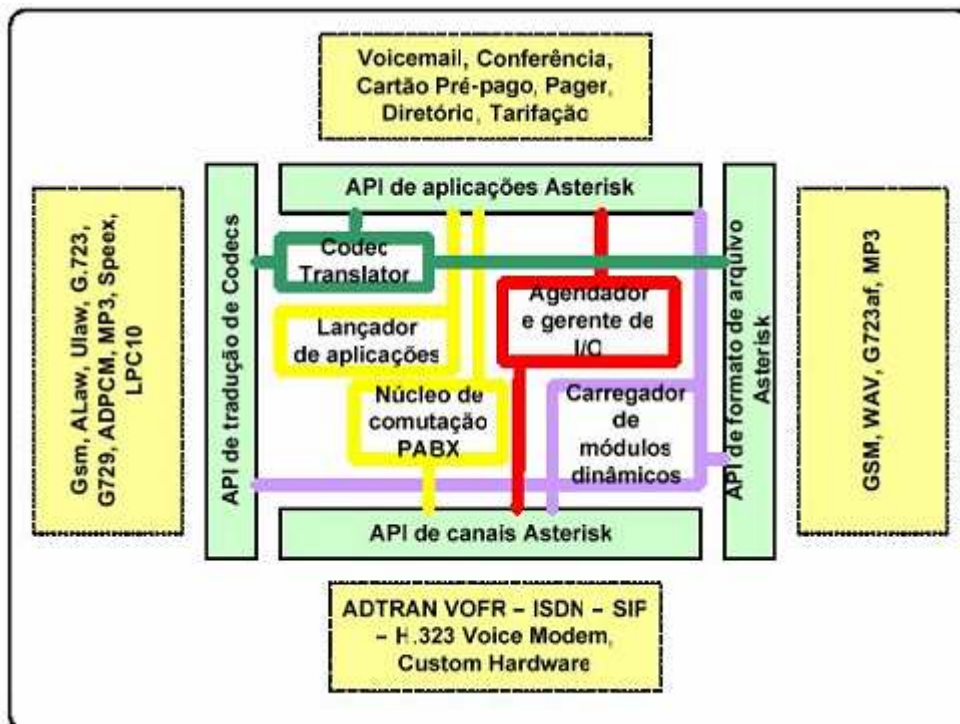 Voicemail, Conferência,
Cartão Pré-pago, Pager,
Diretório, Tarifação
API de aplicações Asterisk
Gsm, ALaw, Ulaw, G.723,
G729, ADPCM, MP3, Speex,
LPC10
API de tradução de Codecs
Codec
Translator
Lançador
de aplicações
Núcleo de
comutação
PABX
Agendador
e gerente de
I/O
Carregador
de
módulos
dinâmicos
API de formato de arquivo
Asterisk
GSM, WAV, G723af, MP3
API de canais Asterisk
ADTRAN VOFR – ISDN – SIF
– H.323 Voice Modem,
Custom Hardware